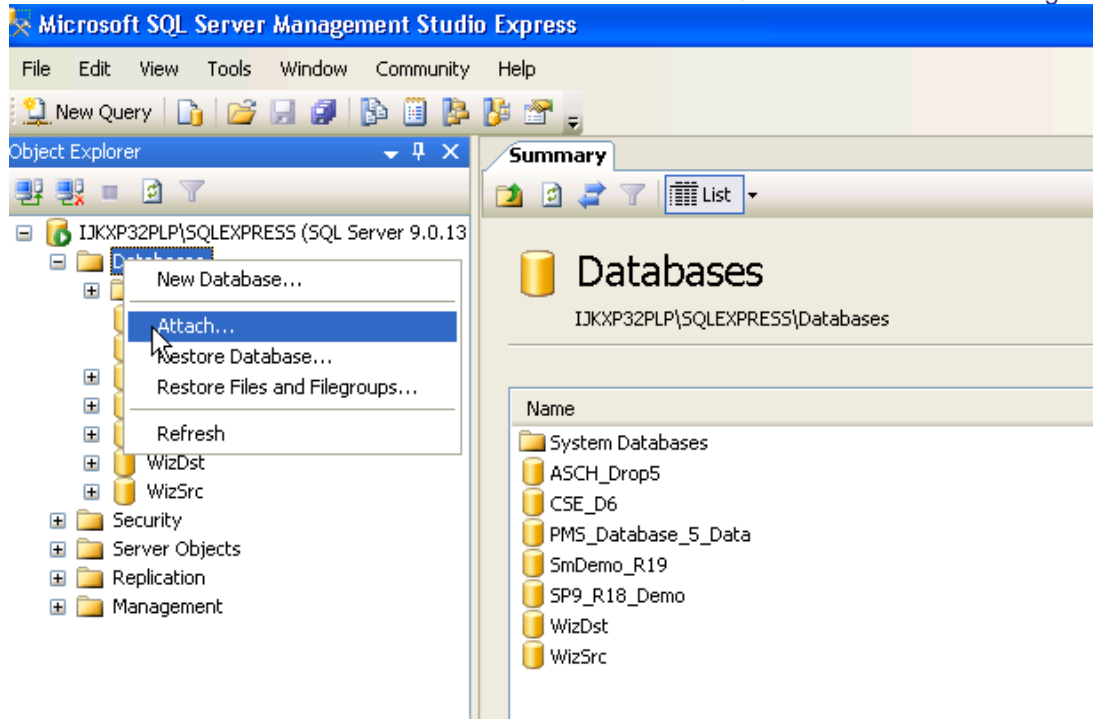 Microsoft SQL Server Management Studio Express
File Edit View Tools Window Community Help
New Query
Object Explorer
IJKXP32PLP\SQLEXPRESS (SQL Server 9.0.13
Databases
New Database...
Attach...
Restore Database...
Restore Files and Filegroups...
Refresh
WizDst
WizSrc
Security
Server Objects
Replication
Management
Summary
List
Databases
IJKXP32PLP\SQLEXPRESS\Databases
Name
System Databases
ASCH_Drop5
CSE_D6
PMS_Database_5_Data
SmDemo_R19
SP9_R18_Demo
WizDst
WizSrc